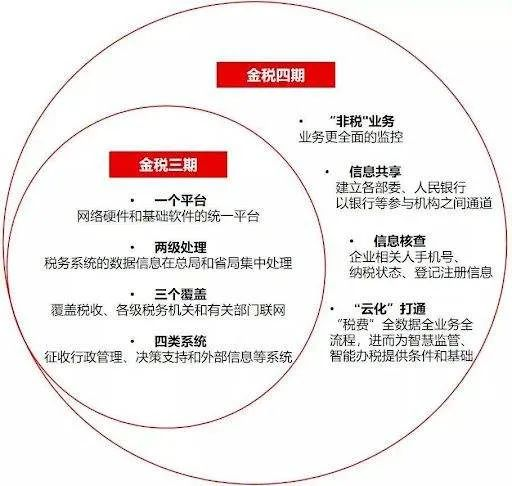 金税四期
• “非税"业务
业务更全面的监控
• 信息共享
建立各部委、人民银行
以银行等参与机构之间通道
• 信息核查
企业相关人手机号、
纳税状态、登记注册信息
• “云化” 打通
“税费” 全数据全业务全
流程，进而为智慧监管、
智能办税提供条件和基础
金税三期
• 一个平台
网络硬件和基础软件的统一平台
• 两级处理
税务系统的数据信息在总局和省局集中处理
• 三个覆盖
覆盖税收、各级税务机关和有关部门联网
• 四类系统
征收行政管理、决策支持和外部信息等系统